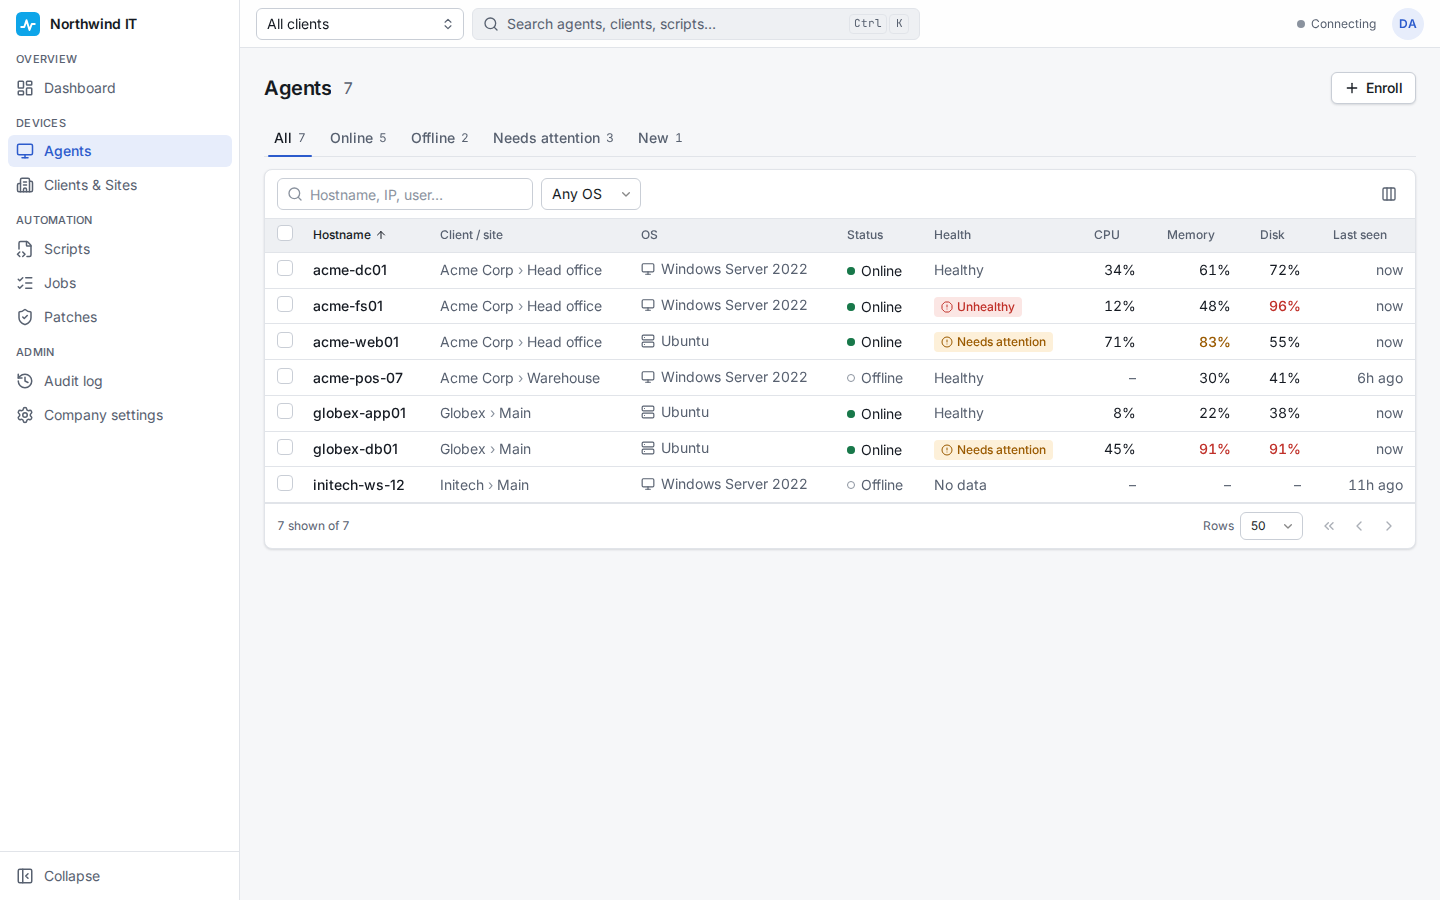 Northwind IT
All clients
Search agents, clients, scripts...
Ctrl K
Connecting
DA
OVERVIEW
Dashboard
DEVICES
Agents
Clients & Sites
AUTOMATION
Scripts
Jobs
Patches
ADMIN
Audit log
Company settings
Collapse
Agents 7
Enroll
All 7 Online 5 Offline 2 Needs attention 3 New 1
Hostname, IP, user...
Any OS
Hostname Client / site OS Status Health CPU Memory Disk Last seen
acme-dc01 Acme Corp › Head office Windows Server 2022 Online Healthy 34% 61% 72% now
acme-fs01 Acme Corp › Head office Windows Server 2022 Online Unhealthy 12% 48% 96% now
acme-web01 Acme Corp › Head office Ubuntu Online Needs attention 71% 83% 55% now
acme-pos-07 Acme Corp › Warehouse Windows Server 2022 Offline Healthy – 30% 41% 6h ago
globex-app01 Globex › Main Ubuntu Online Healthy 8% 22% 38% now
globex-db01 Globex › Main Ubuntu Online Needs attention 45% 91% 91% now
initech-ws-12 Initech › Main Windows Server 2022 Offline No data – – – 11h ago
7 shown of 7
Rows 50